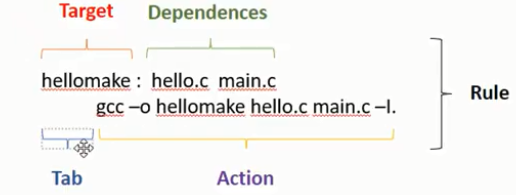 Target Dependences
hellomake : hello.c main.c
gcc –o hellomake hello.c main.c –I.
Rule
Tab Action